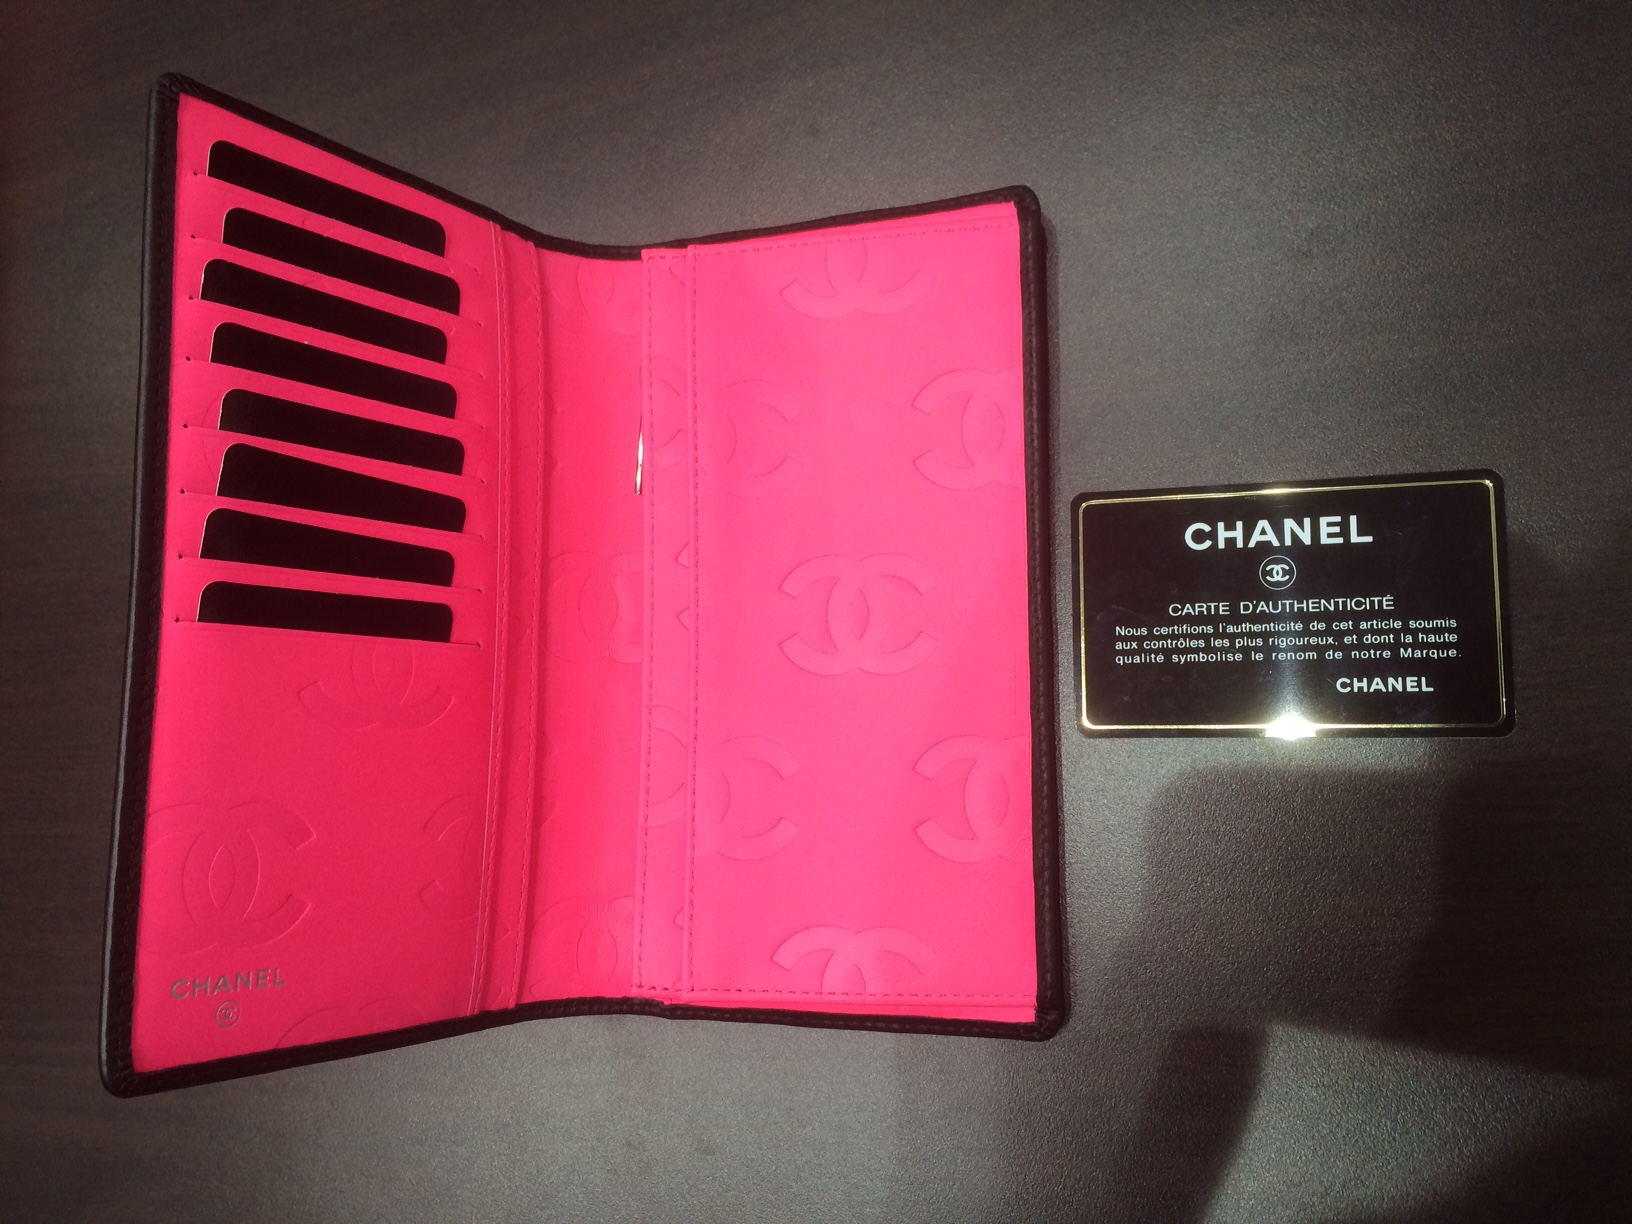 CHANEL
CHANEL
CARTE D'AUTHENTICITÉ
Nous certifions l'authenticité de cet article soumis
aux contrôles les plus rigoureux, et dont la haute
qualité symbolise le renom de notre Marque.
CHANEL